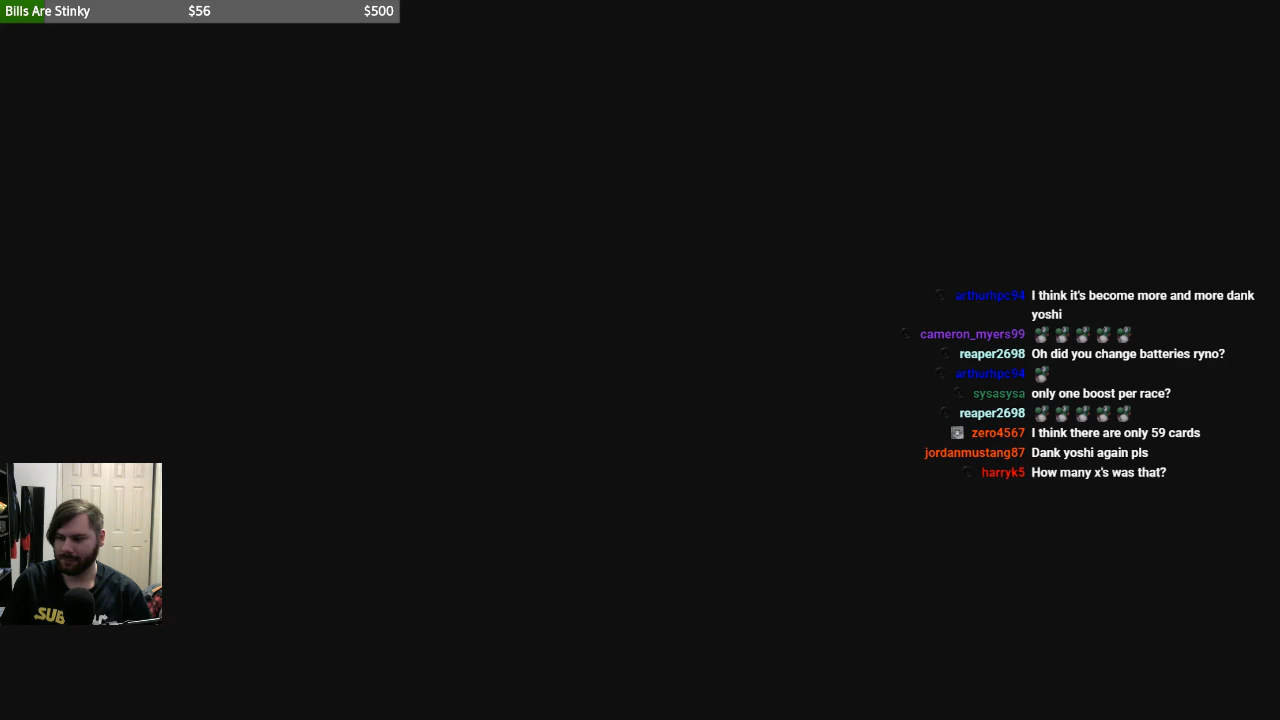 Bills Are Stinky $56 $500
arthurhpc94 I think it's become more and more dank
yoshi
cameron_myers99
reaper2698 Oh did you change batteries ryno?
arthurhpc94
sysasysa only one boost per race?
reaper2698
zero4567 I think there are only 59 cards
jordanmustang87 Dank yoshi again pls
harryk5 How many x's was that?
SUB